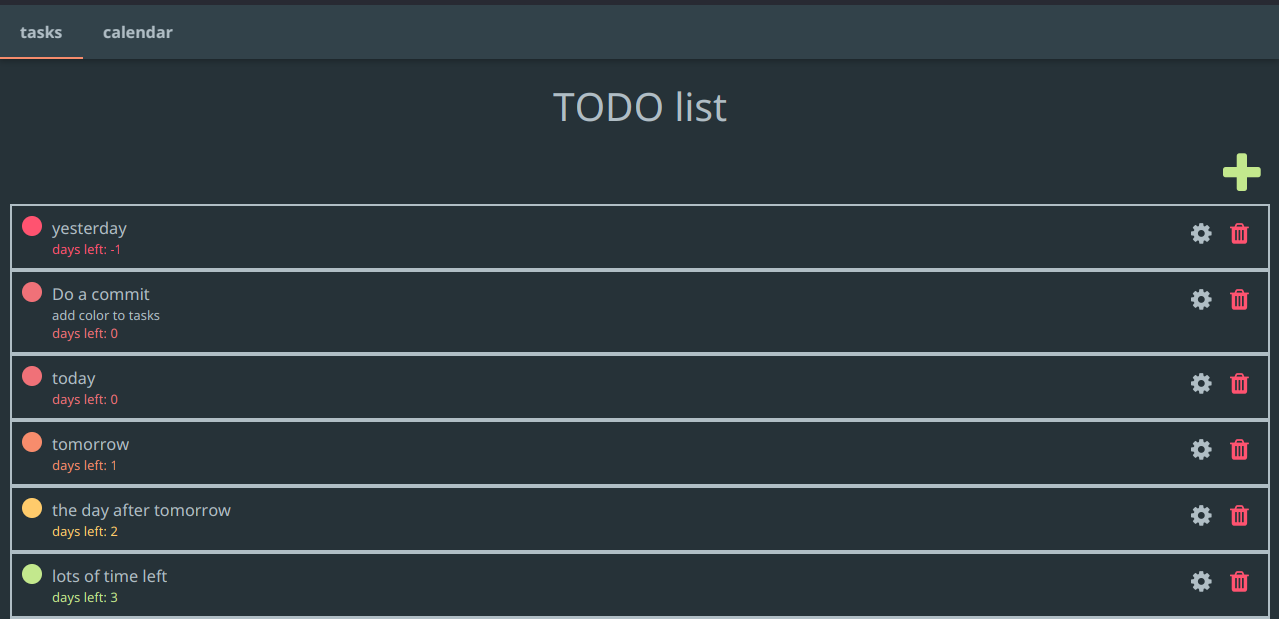 tasks calendar
TODO list
yesterday
days left: -1
Do a commit
add color to tasks
days left: 0
today
days left: 0
tomorrow
days left: 1
the day after tomorrow
days left: 2
lots of time left
days left: 3